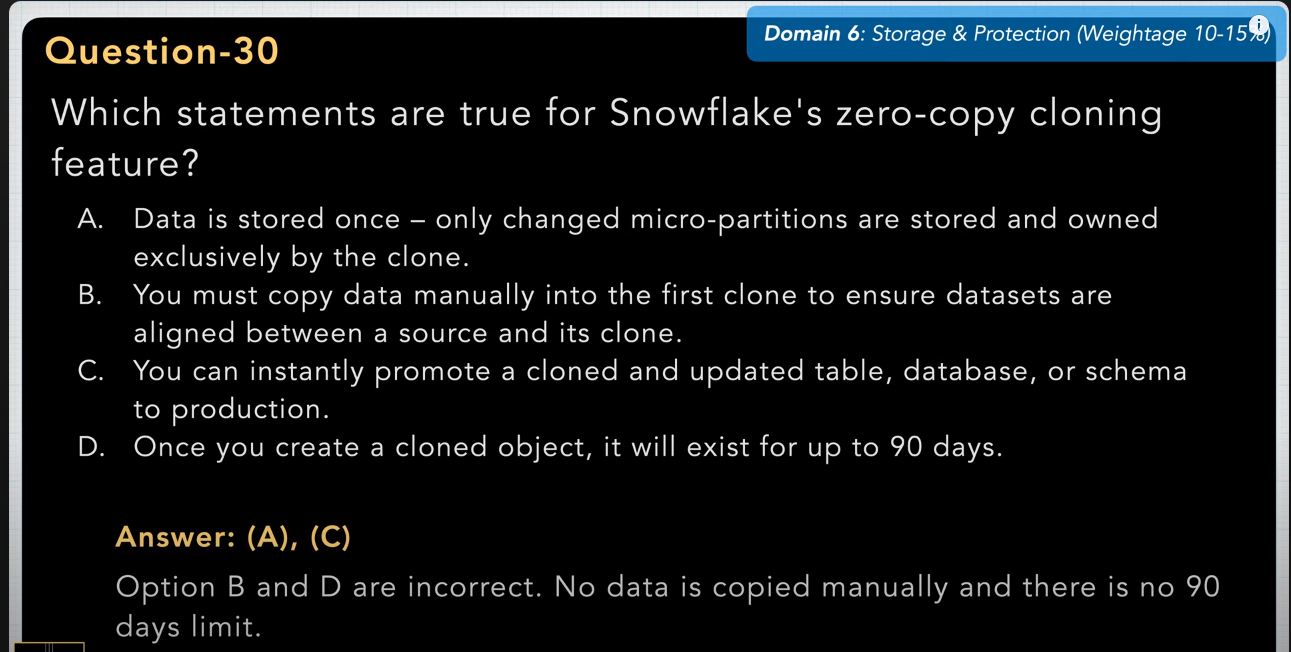 Domain 6: Storage & Protection (Weightage 10-15%)
i
Question-30
Which statements are true for Snowflake's zero-copy cloning
feature?
A. Data is stored once – only changed micro-partitions are stored and owned
exclusively by the clone.
B. You must copy data manually into the first clone to ensure datasets are
aligned between a source and its clone.
C. You can instantly promote a cloned and updated table, database, or schema
to production.
D. Once you create a cloned object, it will exist for up to 90 days.
Answer: (A), (C)
Option B and D are incorrect. No data is copied manually and there is no 90
days limit.